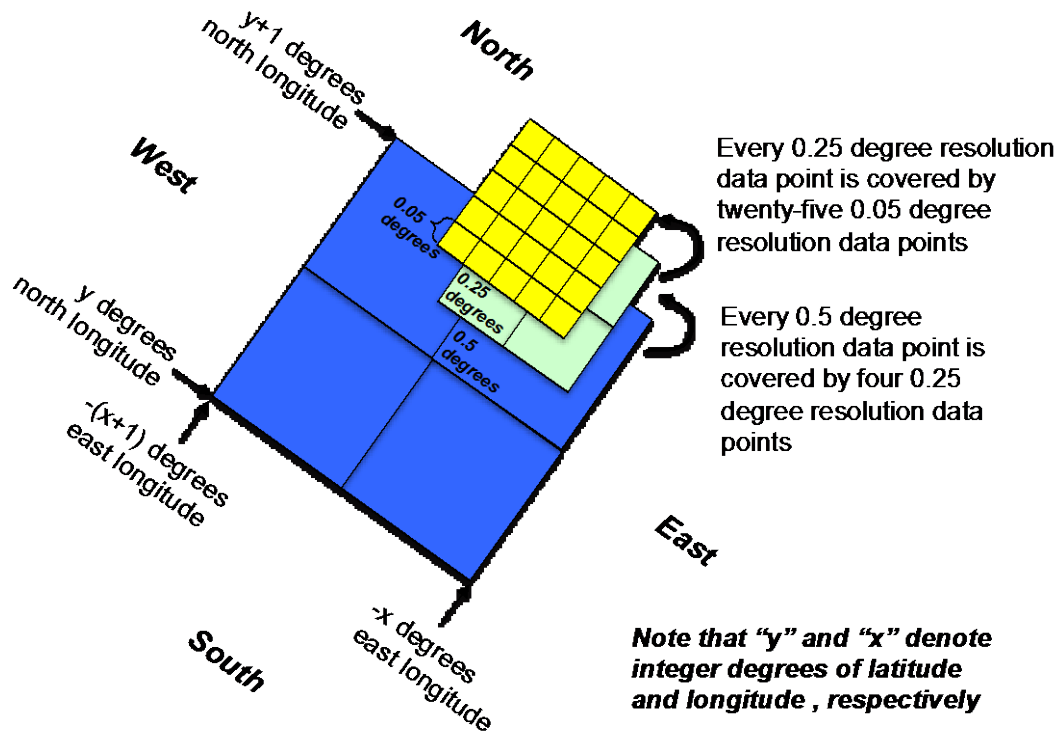 North
y+1 degrees
north longitude
West
Every 0.25 degree resolution
data point is covered by
twenty-five 0.05 degree
resolution data points
0.05
degrees
0.25
degrees
0.5
degrees
y degrees
north longitude
Every 0.5 degree
resolution data point is
covered by four 0.25
degree resolution data
points
-(x+1) degrees
east longitude
East
-x degrees
east longitude
South
Note that “y” and “x” denote
integer degrees of latitude
and longitude , respectively